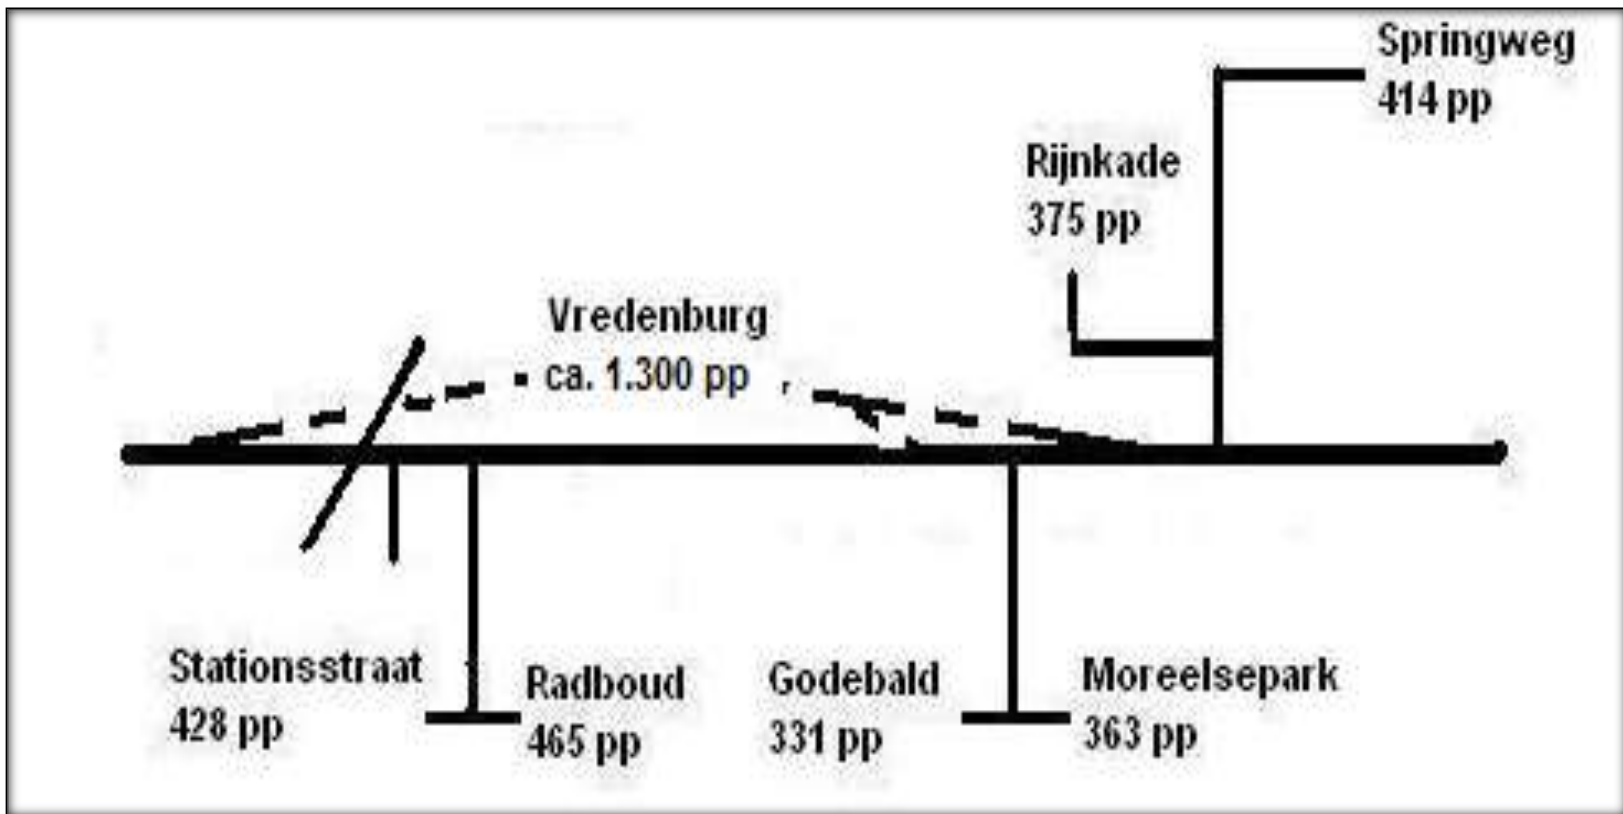 Springweg
414 pp
Rijnkade
375 pp
Vredenburg
ca. 1.300 pp
Stationsstraat
428 pp
Radboud
465 pp
Godebald
331 pp
Moreelsepark
363 pp